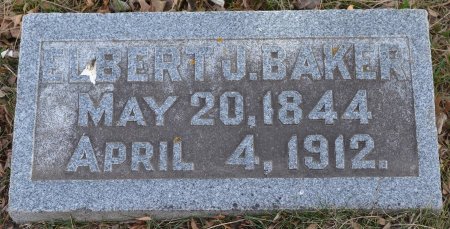 ELBERT J. BAKER
MAY 20, 1844
APRIL 4, 1912.